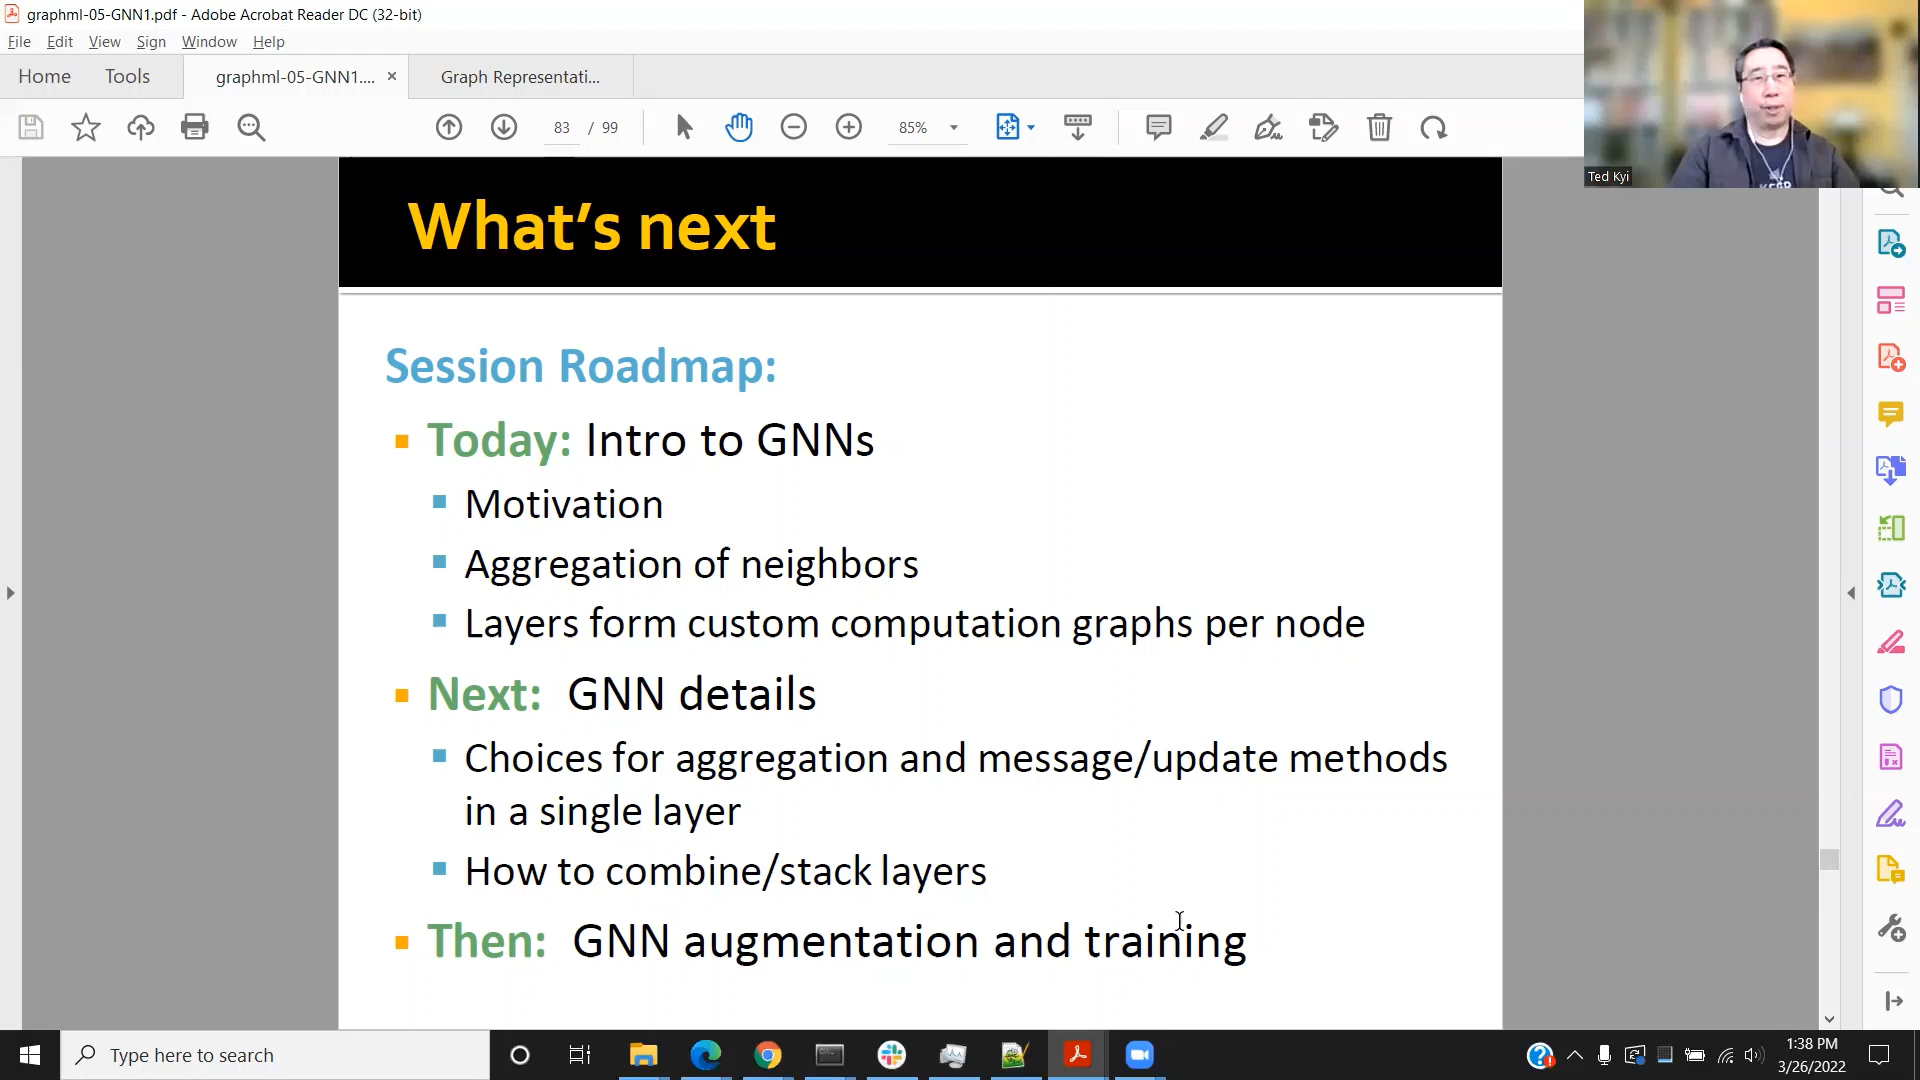 graphml-05-GNN1.pdf - Adobe Acrobat Reader DC (32-bit)
File Edit View Sign Window Help
Home Tools graphml-05-GNN1.... × Graph Representati...
83 / 99 85%
Ted Kyi
What's next
Session Roadmap:
Today: Intro to GNNs
Motivation
Aggregation of neighbors
Layers form custom computation graphs per node
Next: GNN details
Choices for aggregation and message/update methods
in a single layer
How to combine/stack layers
Then: GNN augmentation and training
Type here to search
1:38 PM
3/26/2022